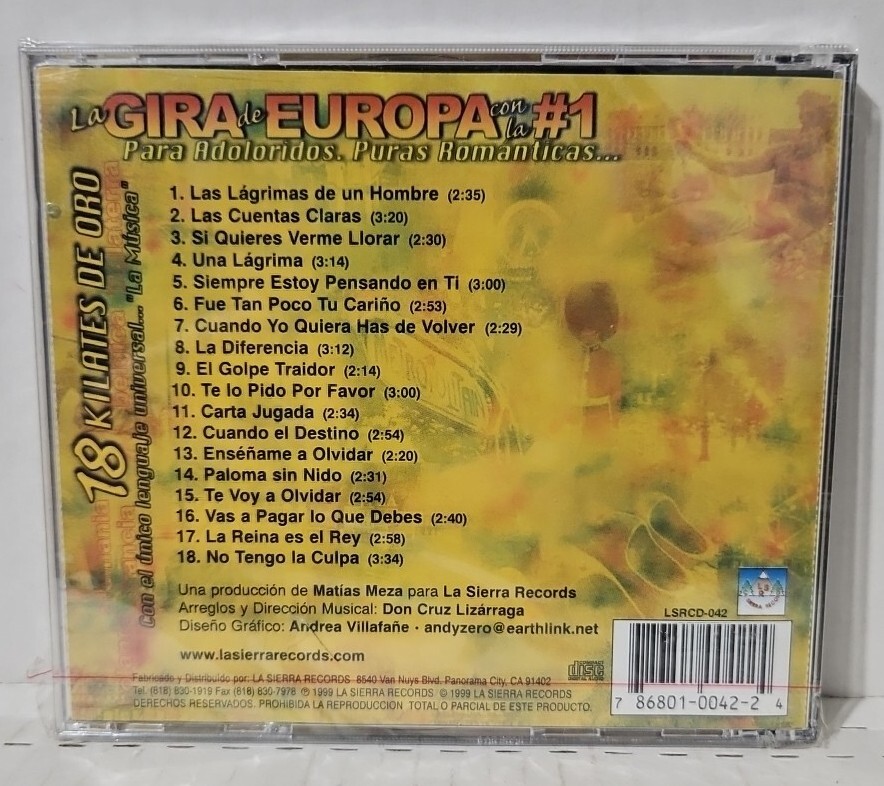 La GIRA de EUROPA con la #1
Para Adoloridos. Puras Romanticas...
18 KILATES DE ORO
Con el único lenguaje universal... "La Música"
1. Las Lágrimas de un Hombre (2:35)
2. Las Cuentas Claras (3:20)
3. Si Quieres Verme Llorar (2:30)
4. Una Lágrima (3:14)
5. Siempre Estoy Pensando en Ti (3:00)
6. Fue Tan Poco Tu Cariño (2:53)
7. Cuando Yo Quiera Has de Volver (2:29)
8. La Diferencia (3:12)
9. El Golpe Traidor (2:14)
10. Te lo Pido Por Favor (3:00)
11. Carta Jugada (2:34)
12. Cuando el Destino (2:54)
13. Enséñame a Olvidar (2:20)
14. Paloma sin Nido (2:31)
15. Te Voy a Olvidar (2:54)
16. Vas a Pagar lo Que Debes (2:40)
17. La Reina es el Rey (2:58)
18. No Tengo la Culpa (3:34)
Una producción de Matías Meza para La Sierra Records
Arreglos y Dirección Musical: Don Cruz Lizárraga
Diseño Gráfico: Andrea Villafañe · andyzero@earthlink.net
www.lasierrarecords.com
Fabricado y Distribuido por: LA SIERRA RECORDS 8540 Van Nuys Blvd. Panorama City, CA 91402
Tel. (818) 830-1919 Fax (818) 830-7978 ℗ 1999 LA SIERRA RECORDS © 1999 LA SIERRA RECORDS
DERECHOS RESERVADOS. PROHIBIDA LA REPRODUCCION TOTAL O PARCIAL DE ESTE PRODUCTO.
COMPACT
disc
DIGITAL AUDIO
LSRCD-042
7 86801-0042-2 4